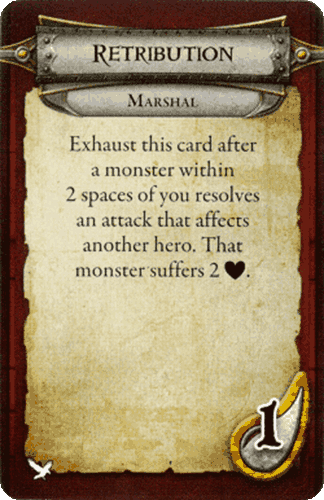 RETRIBUTION
MARSHAL
Exhaust this card after
a monster within
2 spaces of you resolves
an attack that affects
another hero. That
monster suffers 2 ♥.
1